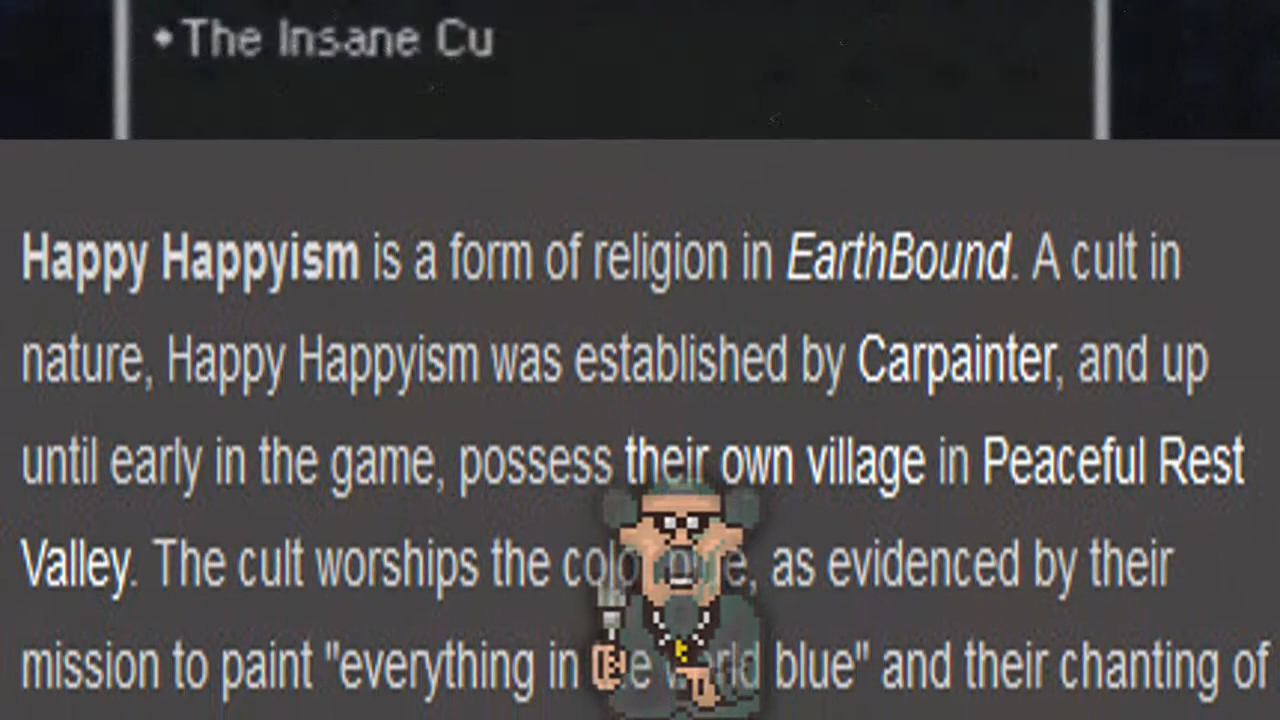 •The Insane Cu
Happy Happyism is a form of religion in EarthBound. A cult in
nature, Happy Happyism was established by Carpainter, and up
until early in the game, possess their own village in Peaceful Rest
Valley. The cult worships the , as evidenced by their
mission to paint "everything in blue" and their chanting of